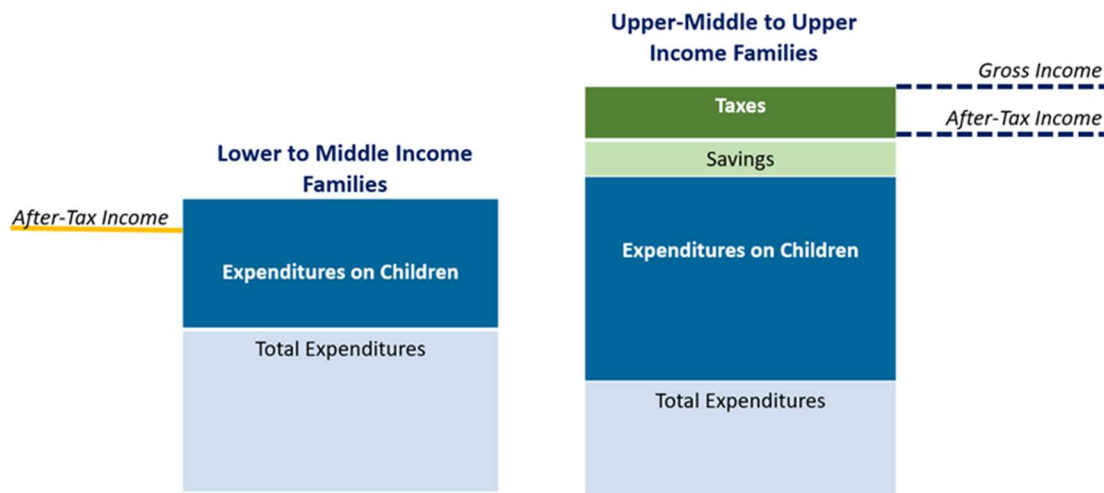 Upper-Middle to Upper
Income Families
Gross Income
Taxes
After-Tax Income
Savings
Lower to Middle Income
Families
After-Tax Income
Expenditures on Children
Expenditures on Children
Total Expenditures
Total Expenditures